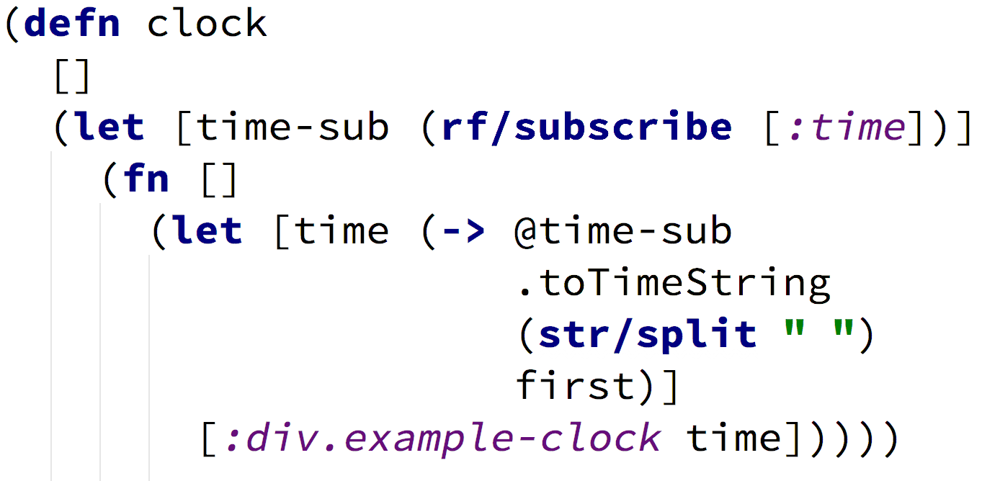 (defn clock
  []
  (let [time-sub (rf/subscribe [:time])]
    (fn []
      (let [time (-> @time-sub
                     .toTimeString
                     (str/split " ")
                     first)]
        [:div.example-clock time]))))